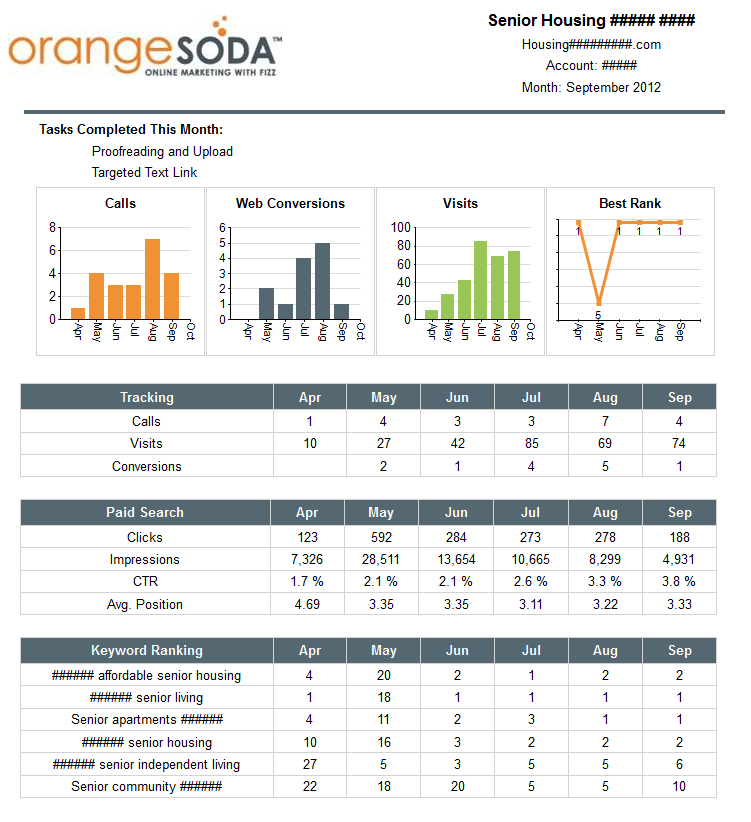 orangesoda™
ONLINE MARKETING WITH FIZZ
Senior Housing ##### ####
Housing#########.com
Account: #####
Month: September 2012
Tasks Completed This Month:
Proofreading and Upload
Targeted Text Link
Calls Web Conversions Visits Best Rank
8
6
4
2
0
Apr May Jun Jul Aug Sep Oct
6
5
4
3
2
1
0
Apr May Jun Jul Aug Sep Oct
100
80
60
40
20
0
Apr May Jun Jul Aug Sep Oct
1 5 1 1 1 1
Apr May Jun Jul Aug Sep
Tracking Apr May Jun Jul Aug Sep
Calls 1 4 3 3 7 4
Visits 10 27 42 85 69 74
Conversions 2 1 4 5 1
Paid Search Apr May Jun Jul Aug Sep
Clicks 123 592 284 273 278 188
Impressions 7,326 28,511 13,654 10,665 8,299 4,931
CTR 1.7 % 2.1 % 2.1 % 2.6 % 3.3 % 3.8 %
Avg. Position 4.69 3.35 3.35 3.11 3.22 3.33
Keyword Ranking Apr May Jun Jul Aug Sep
###### affordable senior housing 4 20 2 1 2 2
###### senior living 1 18 1 1 1 1
Senior apartments ###### 4 11 2 3 1 1
###### senior housing 10 16 3 2 2 2
###### senior independent living 27 5 3 5 5 6
Senior community ###### 22 18 20 5 5 10